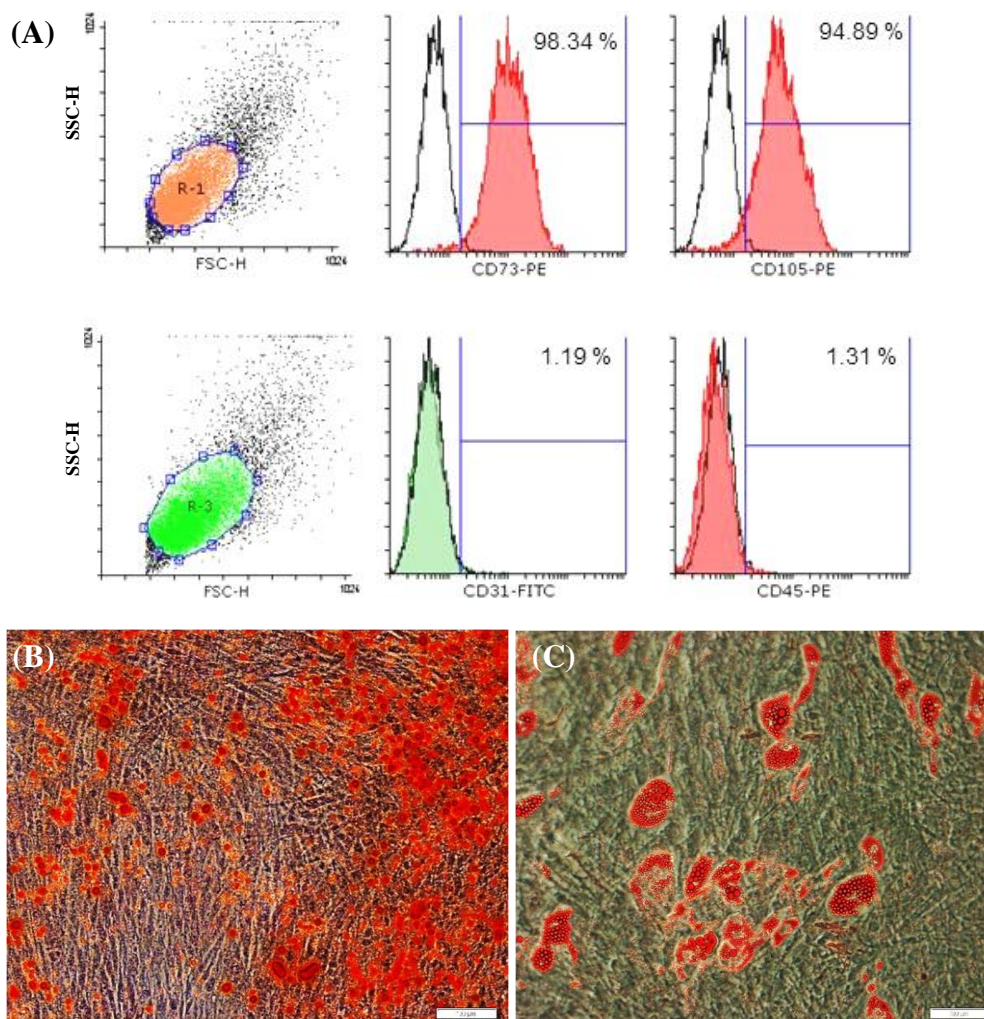 (A)
1024
SSC-H
R-1
FSC-H
1024
98.34 %
CD73-PE
94.89 %
CD105-PE
1024
SSC-H
R-3
FSC-H
1024
1.19 %
CD31-FITC
1.31 %
CD45-PE
(B)
(C)